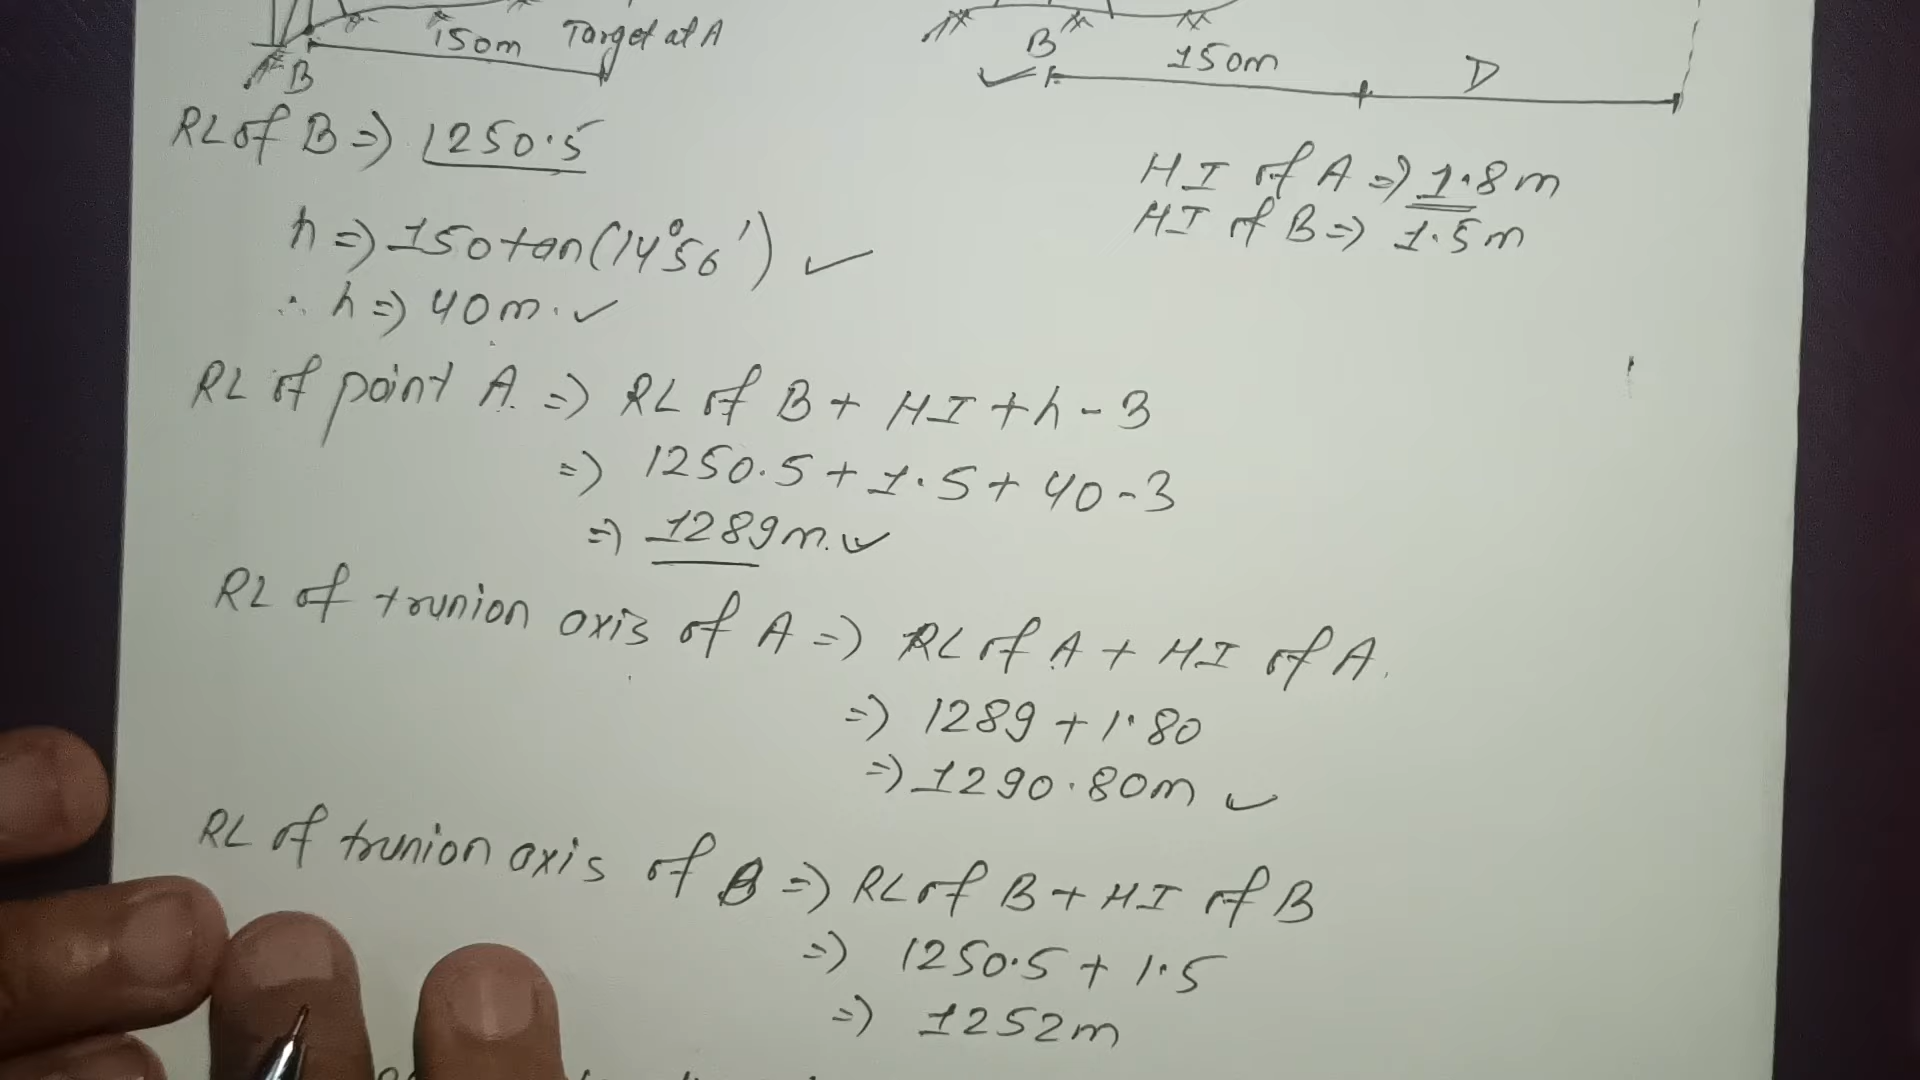 150m Target at A
B
B
150m D
RL of B => 1250.5
HI of A => 1.8m
HI of B => 1.5m
h => 150tan(14°56')
∴ h => 40m.
RL of point A. => RL of B + HI + h - 3
=> 1250.5 + 1.5 + 40 - 3
=> 1289m.
RL of trunion axis of A => RL of A + HI of A.
=> 1289 + 1.80
=> 1290.80m
RL of trunion axis of B => RL of B + HI of B
=> 1250.5 + 1.5
=> 1252m